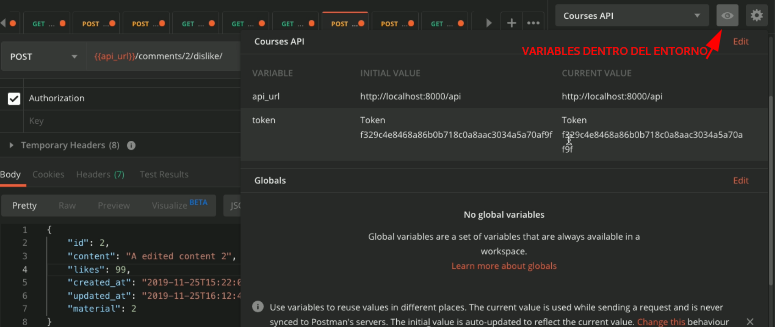 GET ... POST ... POST ... GET ... GET ... GET ... POST ... POST ... GET ... + •••
Courses API
VARIABLES DENTRO DEL ENTORNO
POST {{api_url}}/comments/2/dislike/
Courses API Edit
VARIABLE INITIAL VALUE CURRENT VALUE
api_url http://localhost:8000/api http://localhost:8000/api
token Token Token
f329c4e8468a86b0b718c0a8aac3034a5a70af9f f329c4e8468a86b0b718c0a8aac3034a5a70
af9f
Authorization
Key
Temporary Headers (8)
Body Cookies Headers (7) Test Results
Pretty Raw Preview Visualize BETA
Globals Edit
No global variables
Global variables are a set of variables that are always available in a
workspace.
Learn more about globals
1 {
2 "id": 2,
3 "content": "A edited content 2",
4 "likes": 99,
5 "created_at": "2019-11-25T15:22:0
6 "updated_at": "2019-11-25T16:12:4
7 "material": 2
8 }
Use variables to reuse values in different places. The current value is used while sending a request and is never
synced to Postman's servers. The initial value is auto-updated to reflect the current value. Change this behaviour